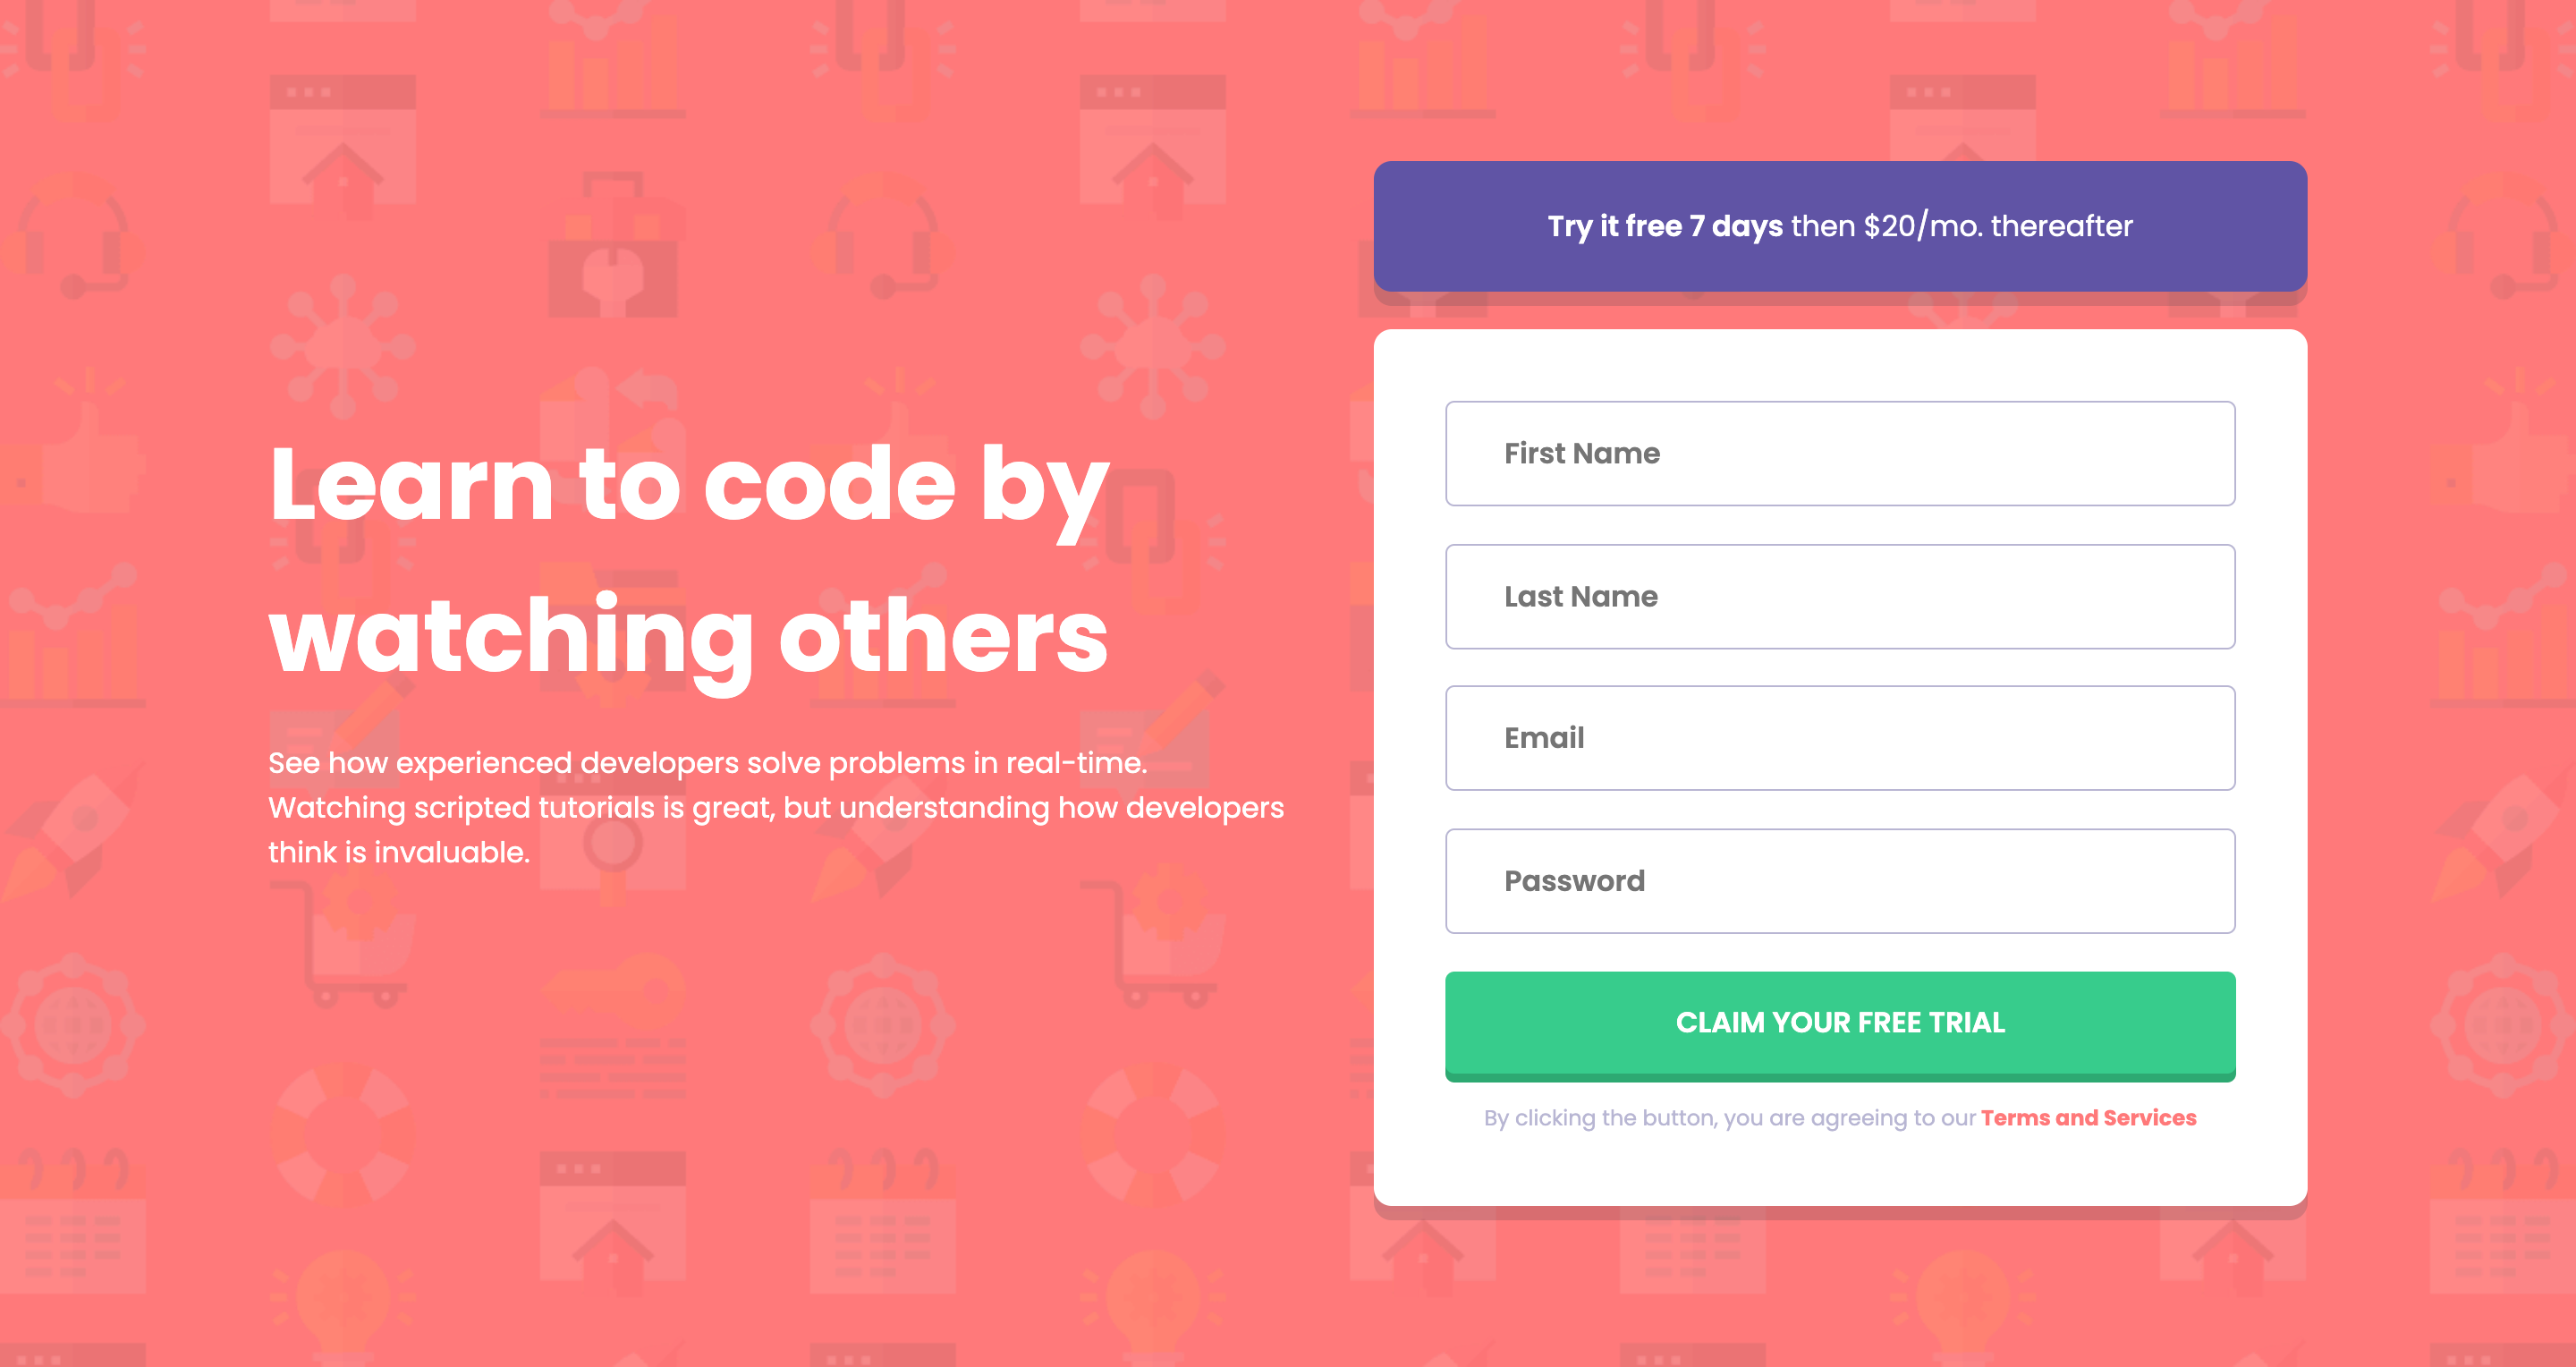 Learn to code by
watching others
See how experienced developers solve problems in real-time.
Watching scripted tutorials is great, but understanding how developers
think is invaluable.
Try it free 7 days then $20/mo. thereafter
First Name
Last Name
Email
Password
CLAIM YOUR FREE TRIAL
By clicking the button, you are agreeing to our Terms and Services